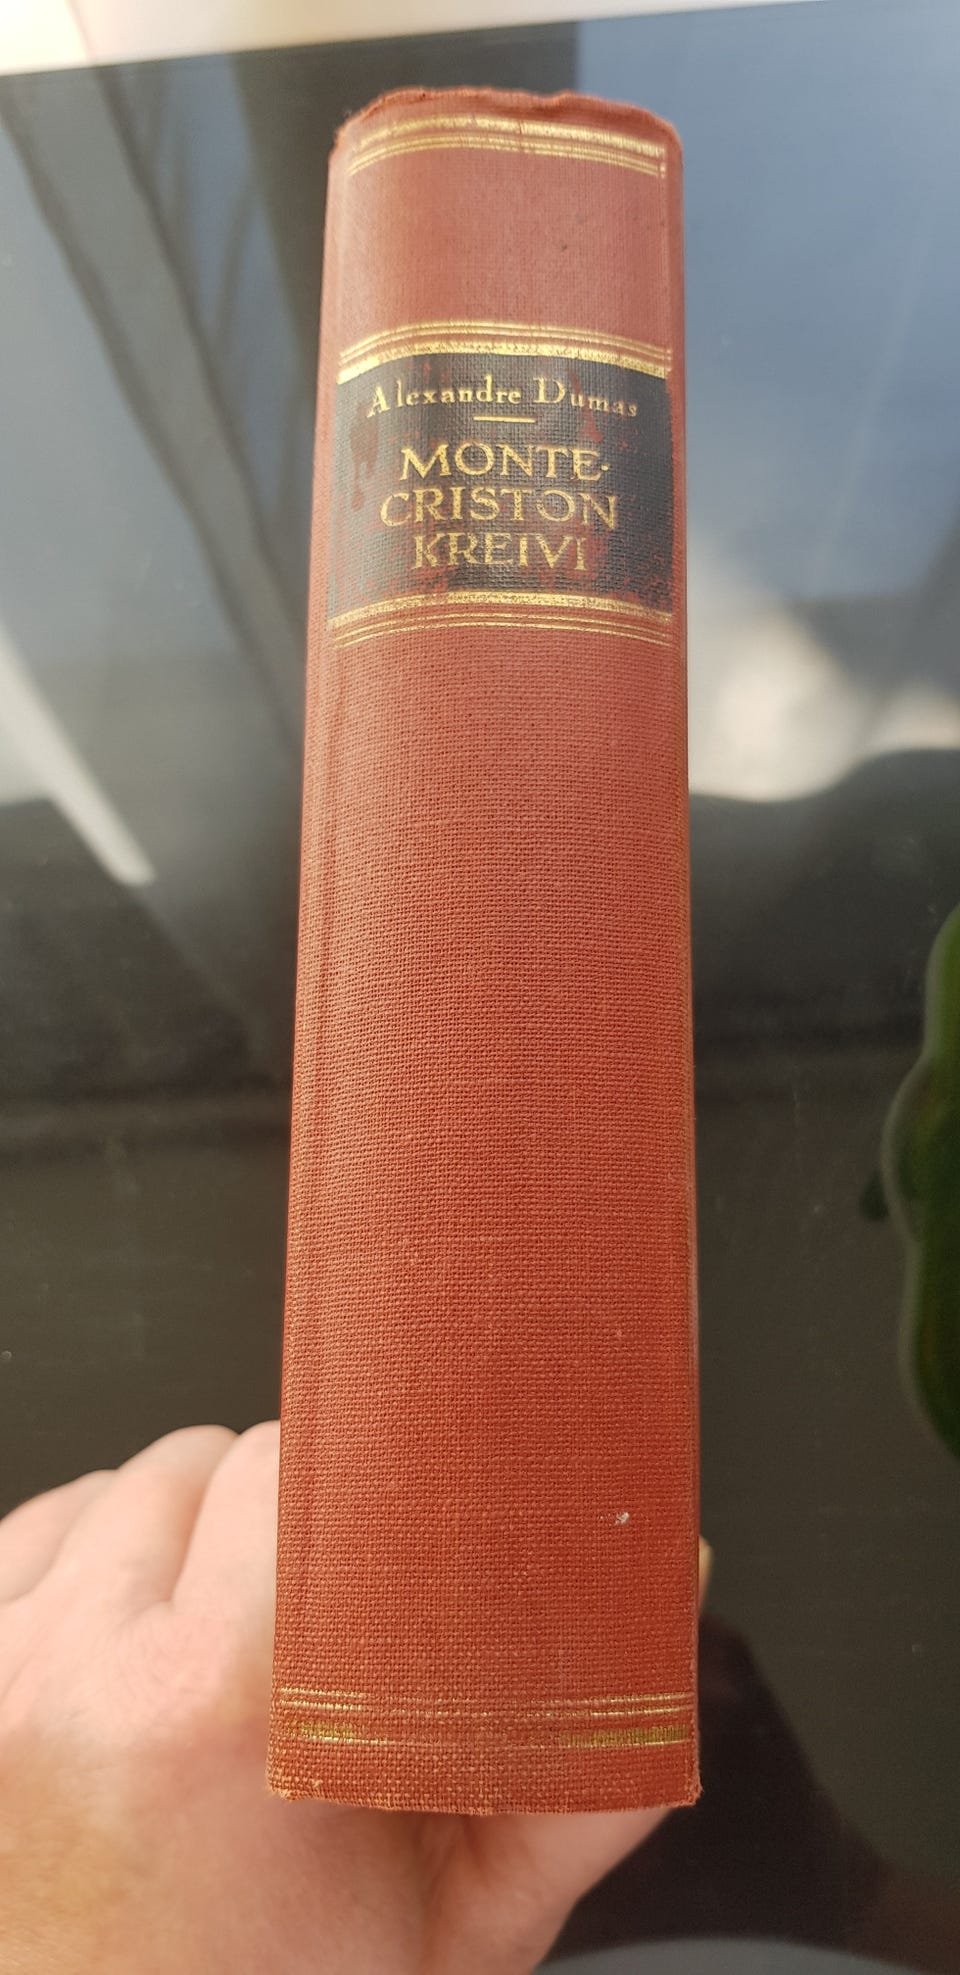 Alexandre Dumas
MONTE-
CRISTON
KREIVI